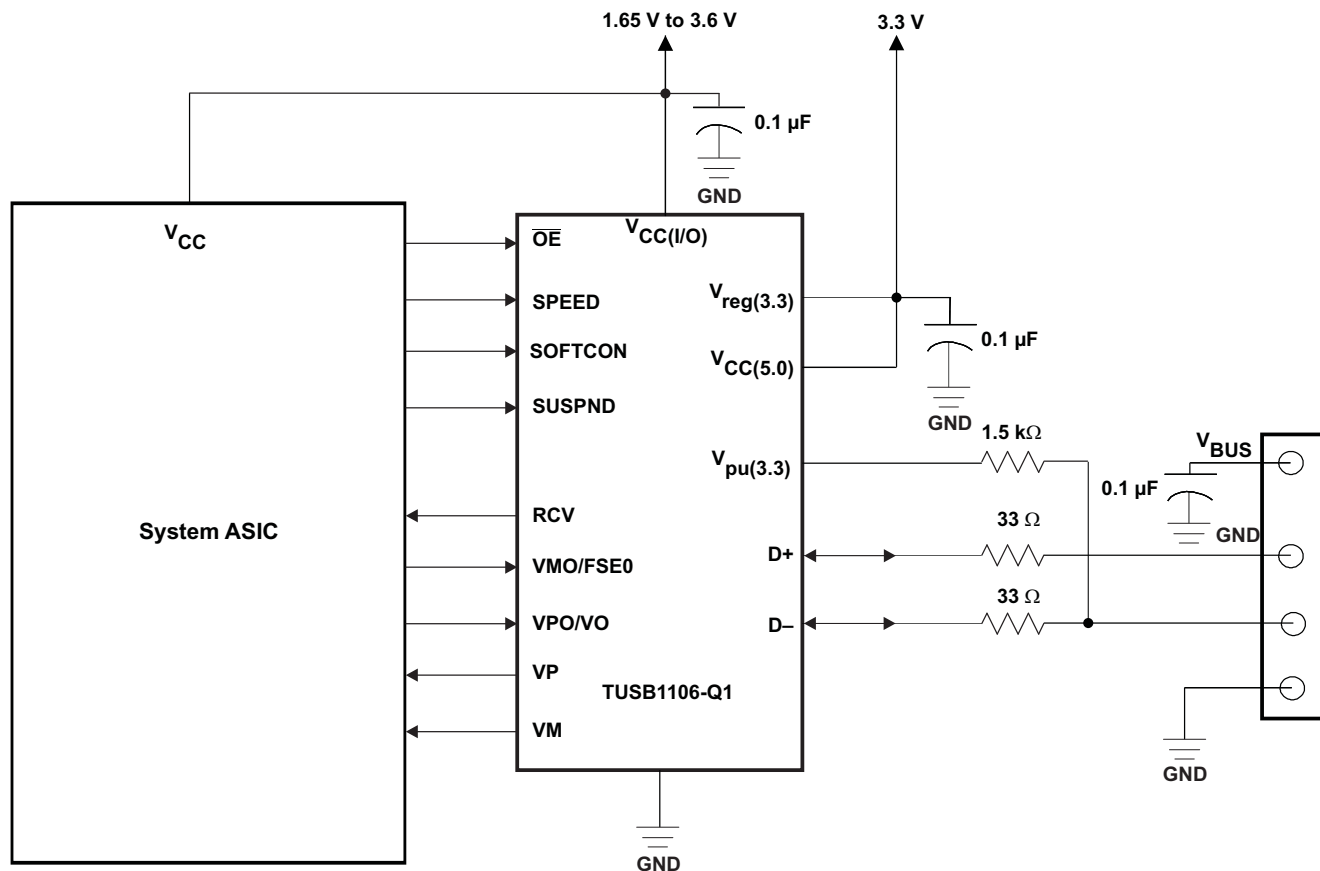 1.65 V to 3.6 V
3.3 V
0.1 µF
GND
VCC
OE
VCC(I/O)
SPEED
Vreg(3.3)
0.1 µF
SOFTCON
VCC(5.0)
SUSPND
GND
1.5 kΩ
VBUS
Vpu(3.3)
0.1 µF
RCV
33 Ω
GND
System ASIC
D+
VMO/FSE0
33 Ω
VPO/VO
D–
VP
TUSB1106-Q1
VM
GND
GND